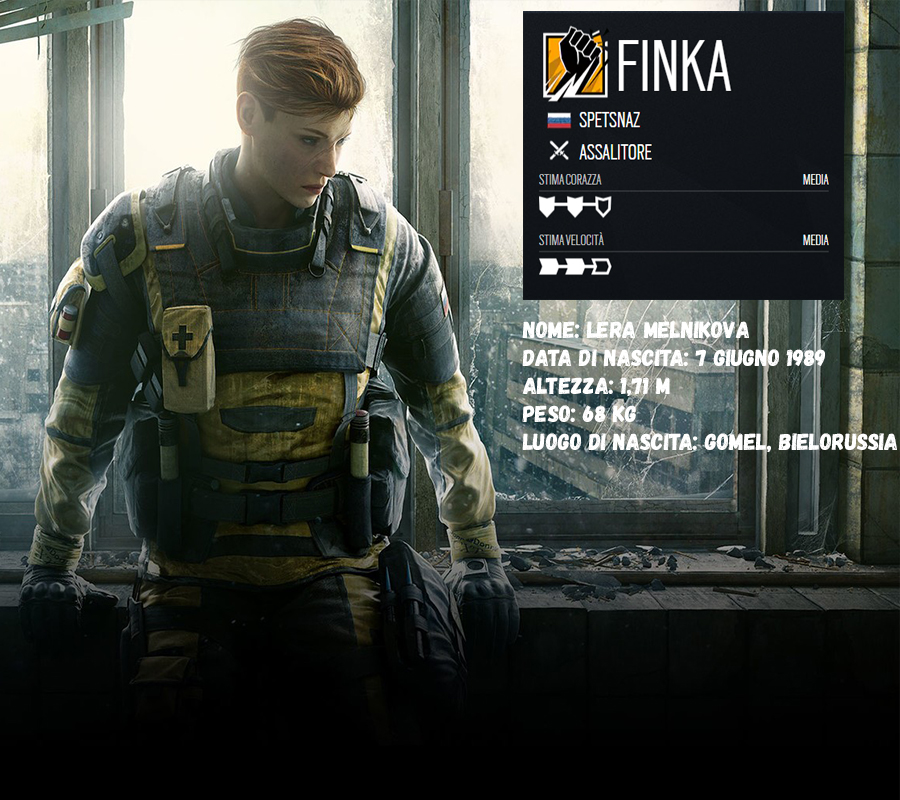 FINKA
SPETSNAZ
ASSALITORE
STIMA CORAZZA MEDIA
STIMA VELOCITÀ MEDIA
NOME: LERA MELNIKOVA
DATA DI NASCITA: 7 GIUGNO 1989
ALTEZZA: 1,71 M
PESO: 68 KG
LUOGO DI NASCITA: GOMEL, BIELORUSSIA